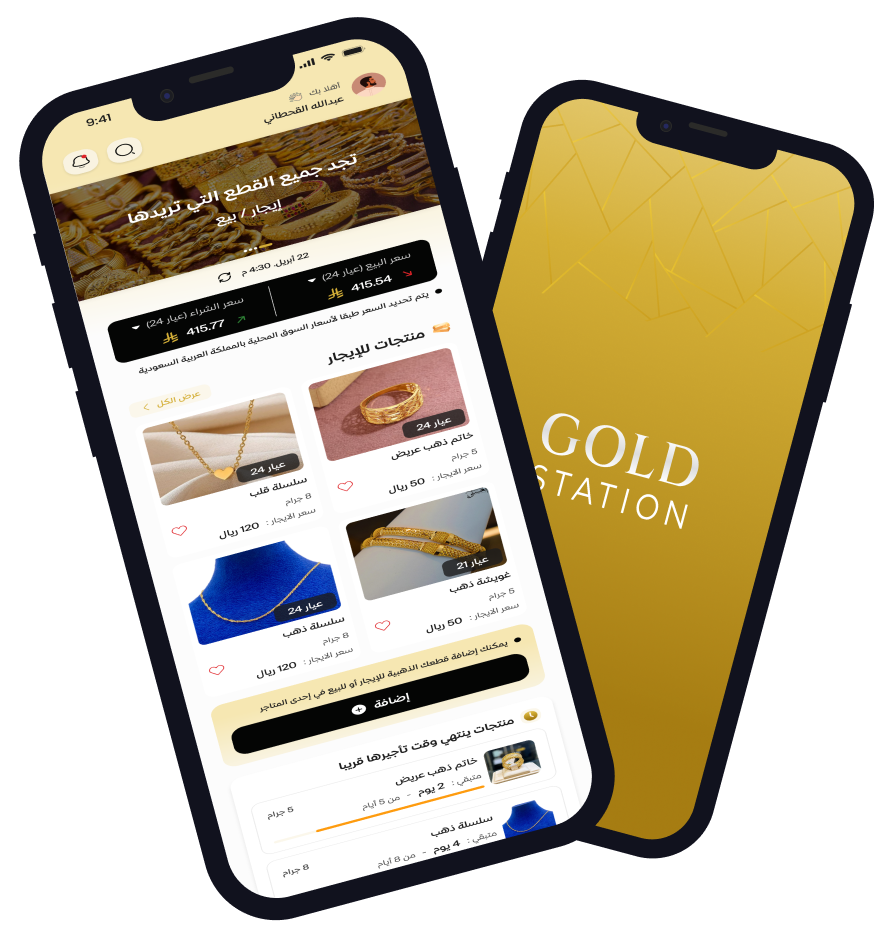 9:41
أهلا بك
عبدالله القحطاني
تجد جميع القطع التي تريدها
إيجار / بيع
22 أبريل، 4:30 م
سعر البيع (عيار 24)
415.54
سعر الشراء (عيار 24)
415.77
يتم تحديد السعر طبقا لأسعار السوق المحلية بالمملكة العربية السعودية
منتجات للإيجار
عرض الكل
عيار 24
خاتم ذهب عريض
5 جرام
سعر الايجار : 50 ريال
عيار 24
سلسلة قلب
8 جرام
سعر الايجار : 120 ريال
عيار 21
غويشة ذهب
5 جرام
سعر الايجار : 50 ريال
عيار 24
سلسلة ذهب
8 جرام
سعر الايجار : 120 ريال
يمكنك إضافة قطعك الذهبية للإيجار أو للبيع في إحدى المتاجر
إضافة
منتجات ينتهي وقت تأجيرها قريبا
خاتم ذهب عريض
متبقي : 2 يوم - من 5 أيام
5 جرام
سلسلة ذهب
متبقي : 4 يوم - من 8 أيام
8 جرام
GOLD
STATION